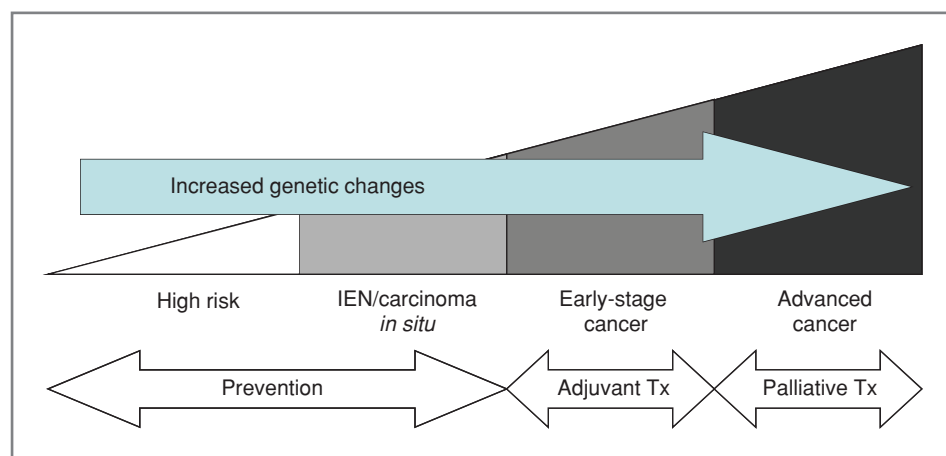 Increased genetic changes
High risk
IEN/carcinoma
in situ
Early-stage
cancer
Advanced
cancer
Prevention
Adjuvant Tx
Palliative Tx